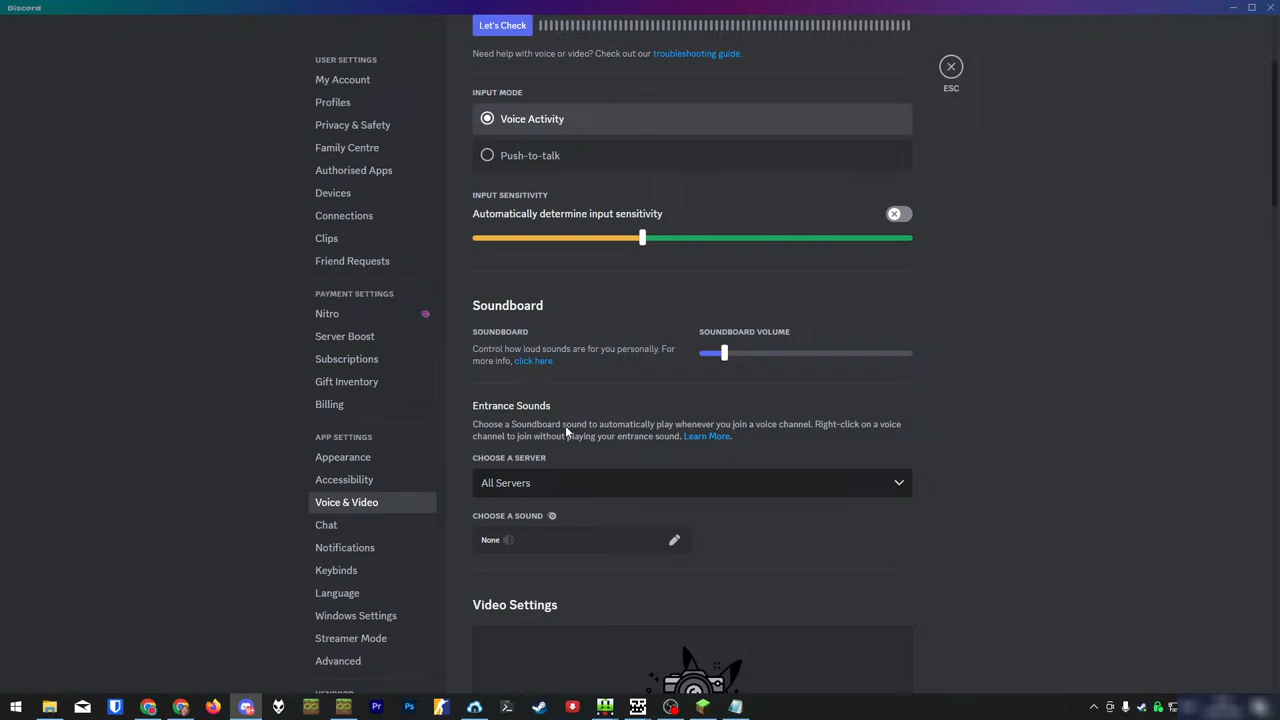 Discord
USER SETTINGS
My Account
Profiles
Privacy & Safety
Family Centre
Authorised Apps
Devices
Connections
Clips
Friend Requests
PAYMENT SETTINGS
Nitro
Server Boost
Subscriptions
Gift Inventory
Billing
APP SETTINGS
Appearance
Accessibility
Voice & Video
Chat
Notifications
Keybinds
Language
Windows Settings
Streamer Mode
Advanced
VENCORD
Let's Check
Need help with voice or video? Check out our troubleshooting guide.
INPUT MODE
Voice Activity
Push-to-talk
INPUT SENSITIVITY
Automatically determine input sensitivity
Soundboard
SOUNDBOARD
Control how loud sounds are for you personally. For
more info, click here.
SOUNDBOARD VOLUME
Entrance Sounds
Choose a Soundboard sound to automatically play whenever you join a voice channel. Right-click on a voice
channel to join without playing your entrance sound. Learn More.
CHOOSE A SERVER
All Servers
CHOOSE A SOUND
None
Video Settings
ESC
Pr
Ps